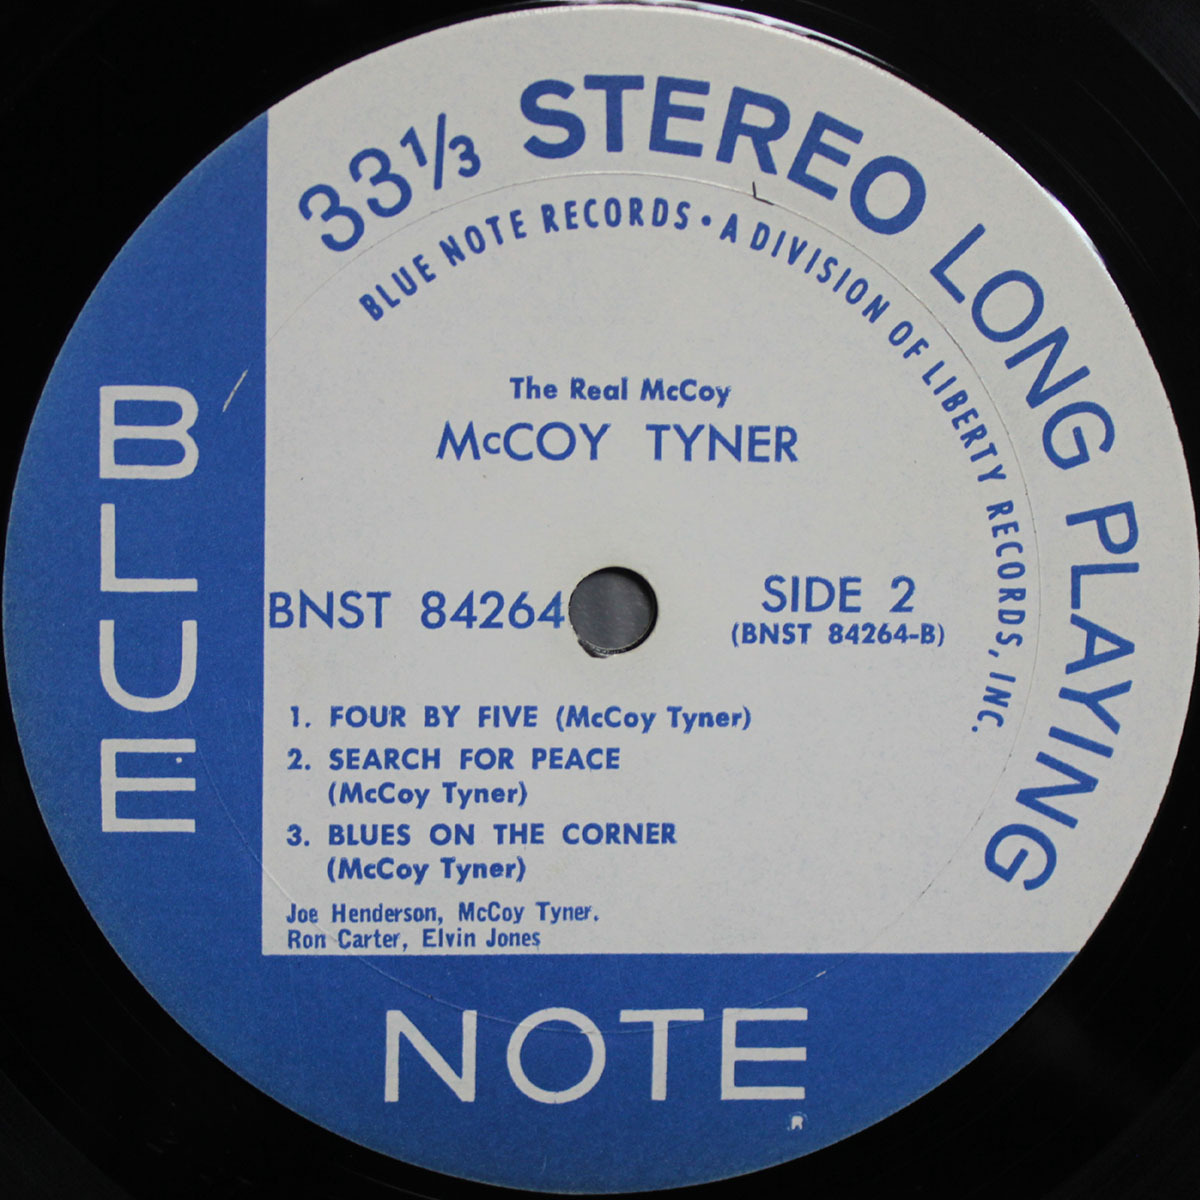 33 1/3 STEREO LONG PLAYING
BLUE NOTE RECORDS • A DIVISION OF LIBERTY RECORDS, INC.
The Real McCoy
McCOY TYNER
BNST 84264
SIDE 2
(BNST 84264-B)
1. FOUR BY FIVE (McCoy Tyner)
2. SEARCH FOR PEACE
(McCoy Tyner)
3. BLUES ON THE CORNER
(McCoy Tyner)
Joe Henderson, McCoy Tyner.
Ron Carter, Elvin Jones
BLUE
NOTE
®